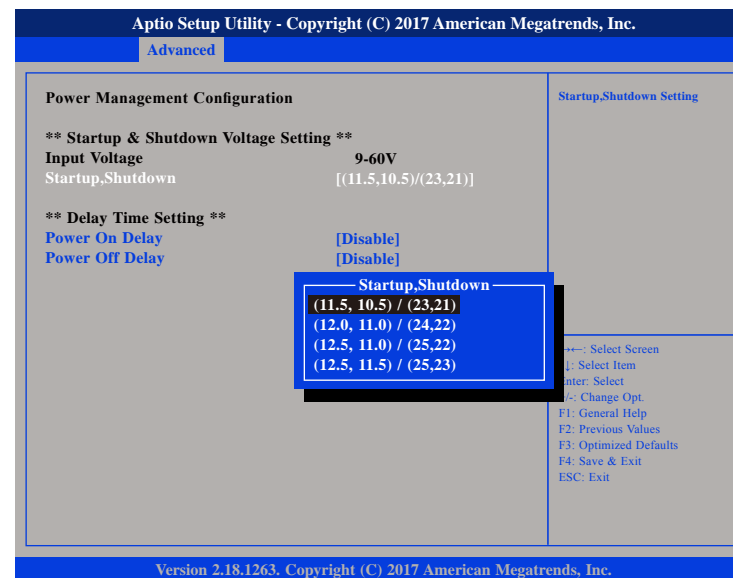 Aptio Setup Utility - Copyright (C) 2017 American Megatrends, Inc.
Advanced
Power Management Configuration
** Startup & Shutdown Voltage Setting **
Input Voltage 9-60V
Startup,Shutdown [(11.5,10.5)/(23,21)]
** Delay Time Setting **
Power On Delay [Disable]
Power Off Delay [Disable]
Startup,Shutdown
(11.5, 10.5) / (23,21)
(12.0, 11.0) / (24,22)
(12.5, 11.0) / (25,22)
(12.5, 11.5) / (25,23)
Startup,Shutdown Setting
→←: Select Screen
↓: Select Item
Enter: Select
/-: Change Opt.
F1: General Help
F2: Previous Values
F3: Optimized Defaults
F4: Save & Exit
ESC: Exit
Version 2.18.1263. Copyright (C) 2017 American Megatrends, Inc.